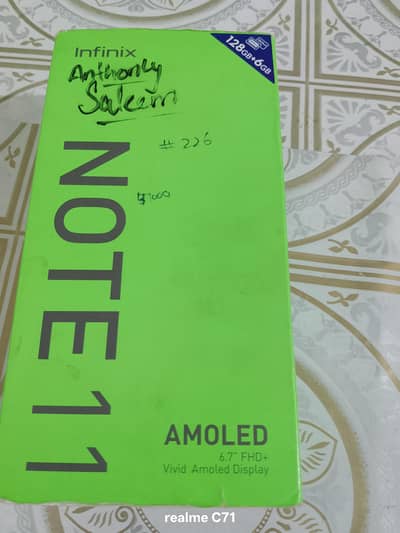 Infinix
128GB+6GB
Anthony
Saleem
# 226
NOTE 11
AMOLED
6.7" FHD+
Vivid Amoled Display
realme C71